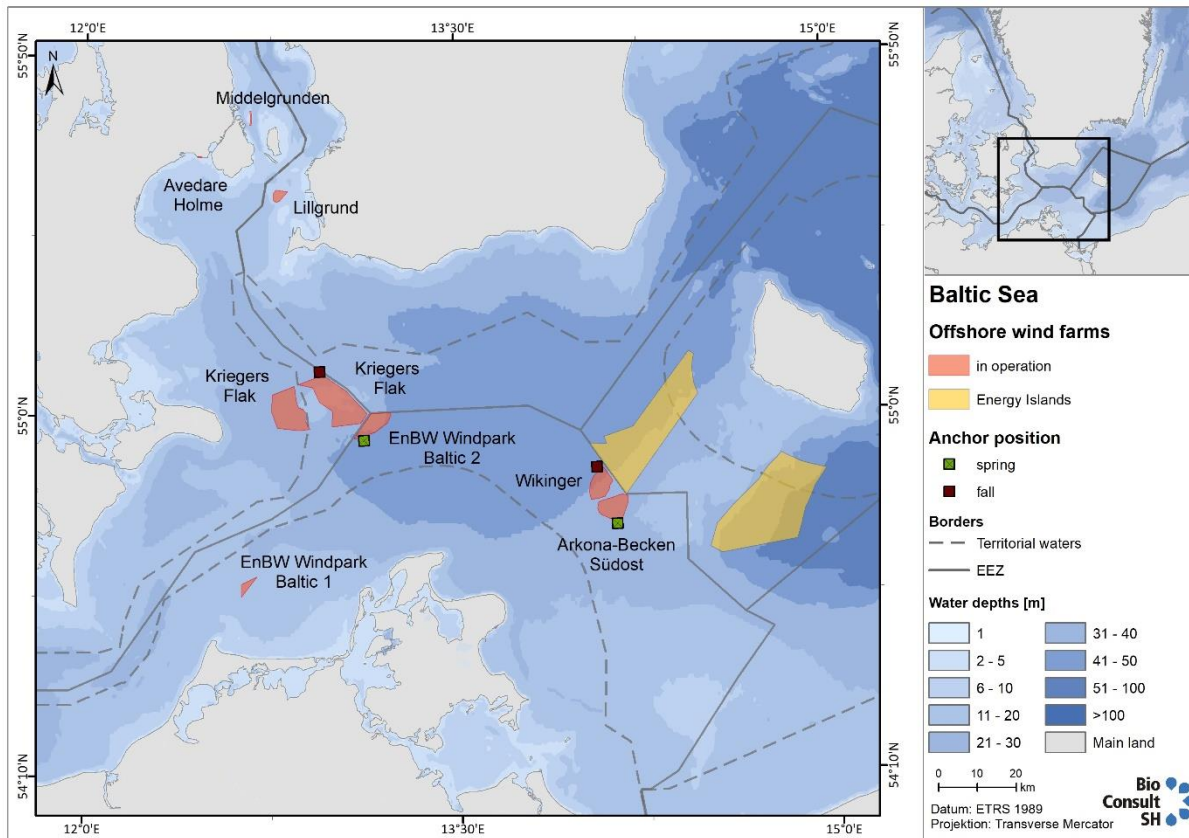 12°0'E
13°30'E
15°0'E
55°50'N
55°50'N
N
Middelgrunden
Avedare
Holme
Lillgrund
Kriegers
Flak
Kriegers
Flak
55°0'N
55°0'N
EnBW Windpark
Baltic 2
Wikinger
Arkona-Becken
Südost
EnBW Windpark
Baltic 1
54°10'N
54°10'N
12°0'E
13°30'E
15°0'E
Baltic Sea
Offshore wind farms
in operation
Energy Islands
Anchor position
spring
fall
Borders
Territorial waters
EEZ
Water depths [m]
1
2 - 5
6 - 10
11 - 20
21 - 30
31 - 40
41 - 50
51 - 100
>100
Main land
0 10 20
km
Datum: ETRS 1989
Projektion: Transverse Mercator
Bio
Consult
SH